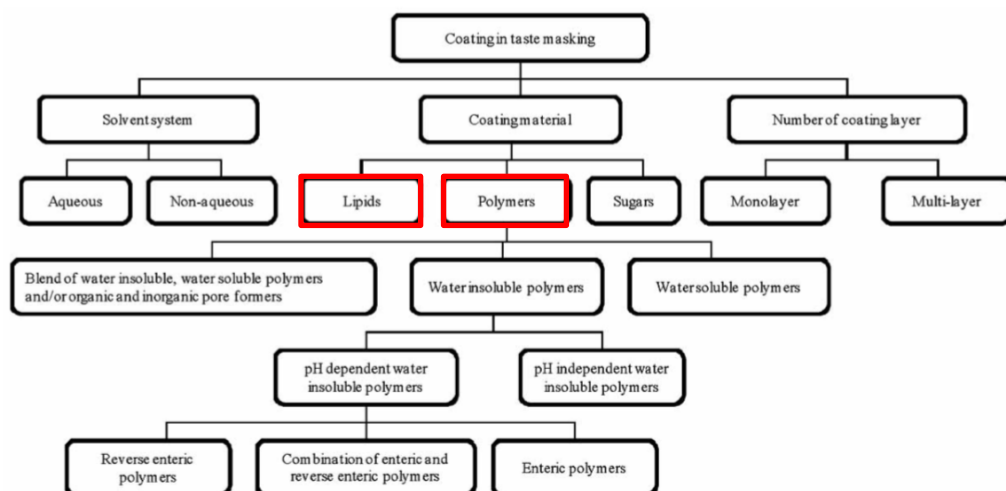 Coating in taste masking
Solvent system
Coating material
Number of coating layer
Aqueous
Non-aqueous
Lipids
Polymers
Sugars
Monolayer
Multi-layer
Blend of water insoluble, water soluble polymers
and/or organic and inorganic pore
formers
Water insoluble polymers
Water soluble polymers
pH dependent water
insoluble polymers
pH independent water
insoluble polymers
Reverse enteric
polymers
Combination of enteric and
reverse enteric polymers
Enteric polymers